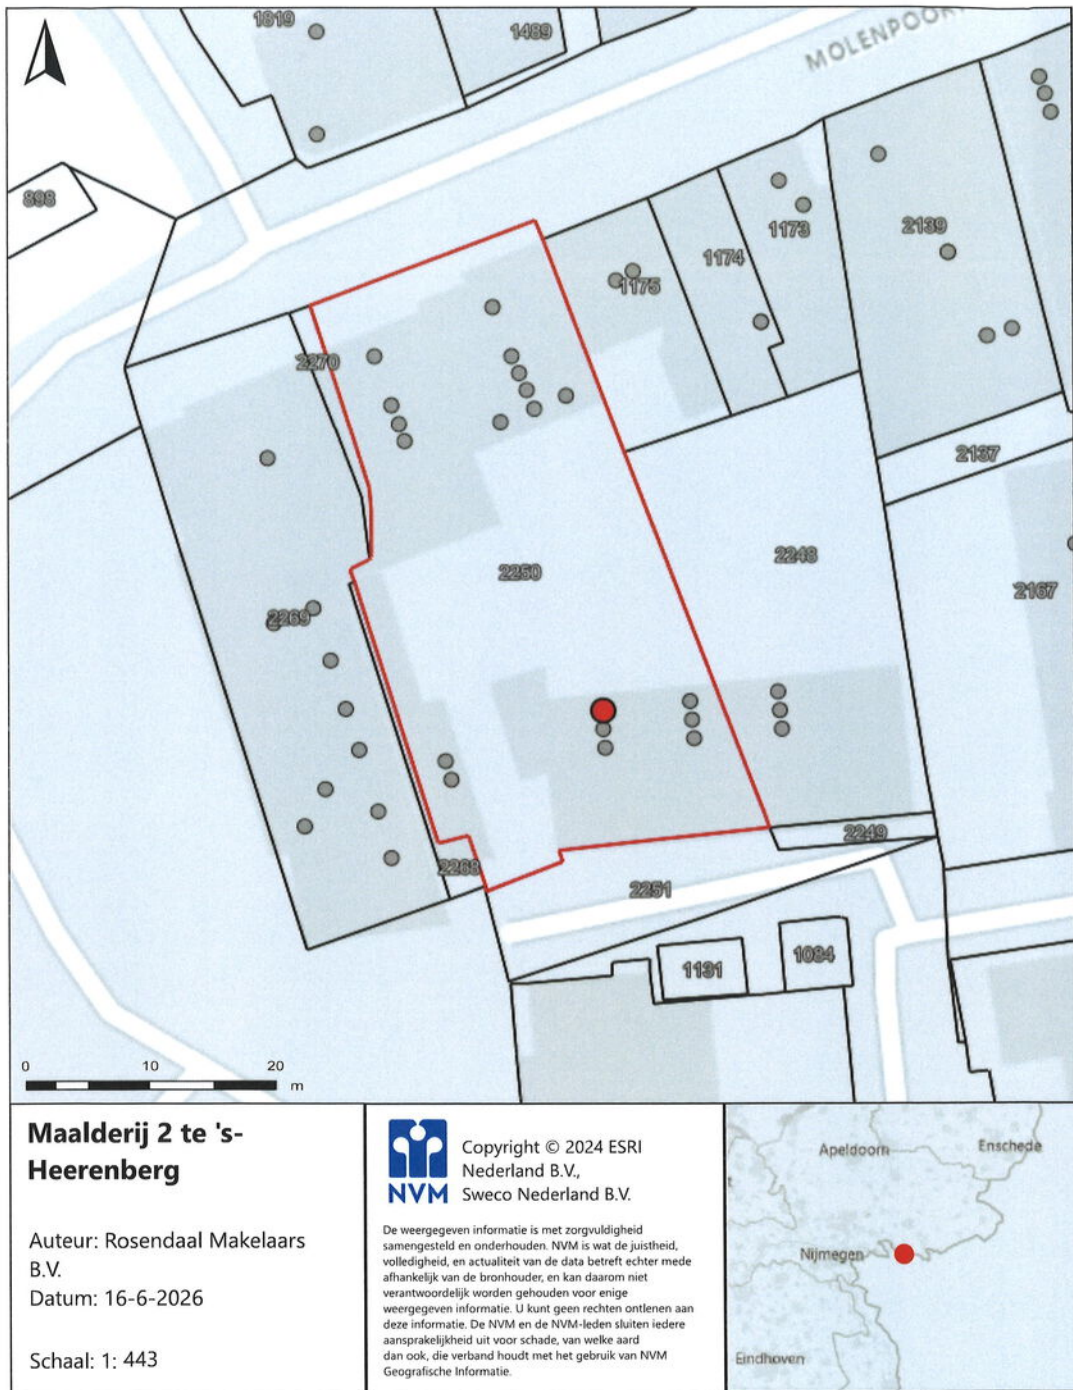 1819
1489
MOLENPOORT
898
2139
1173
1174
1175
2270
2137
2248
2250
2167
2269
2249
2268
2251
1131
1084
0 10 20
m
Maalderij 2 te 's-
Heerenberg
Auteur: Rosendaal Makelaars
B.V.
Datum: 16-6-2026
Schaal: 1: 443
NVM
Copyright © 2024 ESRI
Nederland B.V.,
Sweco Nederland B.V.
De weergegeven informatie is met zorgvuldigheid
samengesteld en onderhouden. NVM is wat de juistheid,
volledigheid, en actualiteit van de data betreft echter mede
afhankelijk van de bronhouder, en kan daarom niet
verantwoordelijk worden gehouden voor enige
weergegeven informatie. U kunt geen rechten ontlenen aan
deze informatie. De NVM en de NVM-leden sluiten iedere
aansprakelijkheid uit voor schade, van welke aard
dan ook, die verband houdt met het gebruik van NVM
Geografische Informatie.
Apeldoorn
Enschede
Nijmegen
Eindhoven